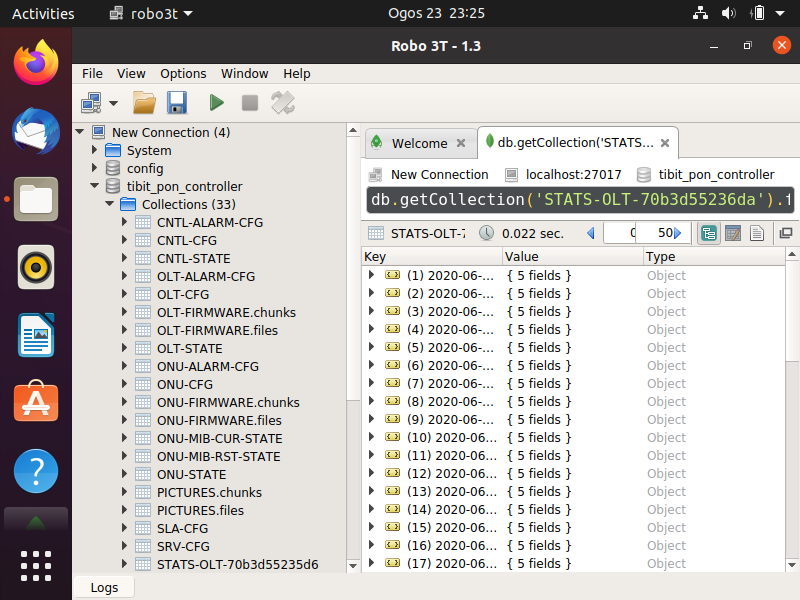 Activities
robo3t
Ogos 23 23:25
Robo 3T - 1.3
File View Options Window Help
New Connection (4)
System
config
tibit_pon_controller
Collections (33)
CNTL-ALARM-CFG
CNTL-CFG
CNTL-STATE
OLT-ALARM-CFG
OLT-CFG
OLT-FIRMWARE.chunks
OLT-FIRMWARE.files
OLT-STATE
ONU-ALARM-CFG
ONU-CFG
ONU-FIRMWARE.chunks
ONU-FIRMWARE.files
ONU-MIB-CUR-STATE
ONU-MIB-RST-STATE
ONU-STATE
PICTURES.chunks
PICTURES.files
SLA-CFG
SRV-CFG
STATS-OLT-70b3d55235d6
Welcome
db.getCollection('STATS...
New Connection localhost:27017 tibit_pon_controller
db.getCollection('STATS-OLT-70b3d55236da').f
STATS-OLT-7 0.022 sec. 0 50
Key Value Type
(1) 2020-06-... { 5 fields } Object
(2) 2020-06-... { 5 fields } Object
(3) 2020-06-... { 5 fields } Object
(4) 2020-06-... { 5 fields } Object
(5) 2020-06-... { 5 fields } Object
(6) 2020-06-... { 5 fields } Object
(7) 2020-06-... { 5 fields } Object
(8) 2020-06-... { 5 fields } Object
(9) 2020-06-... { 5 fields } Object
(10) 2020-06... { 5 fields } Object
(11) 2020-06... { 5 fields } Object
(12) 2020-06... { 5 fields } Object
(13) 2020-06... { 5 fields } Object
(14) 2020-06... { 5 fields } Object
(15) 2020-06... { 5 fields } Object
(16) 2020-06... { 5 fields } Object
(17) 2020-06... { 5 fields } Object
Logs